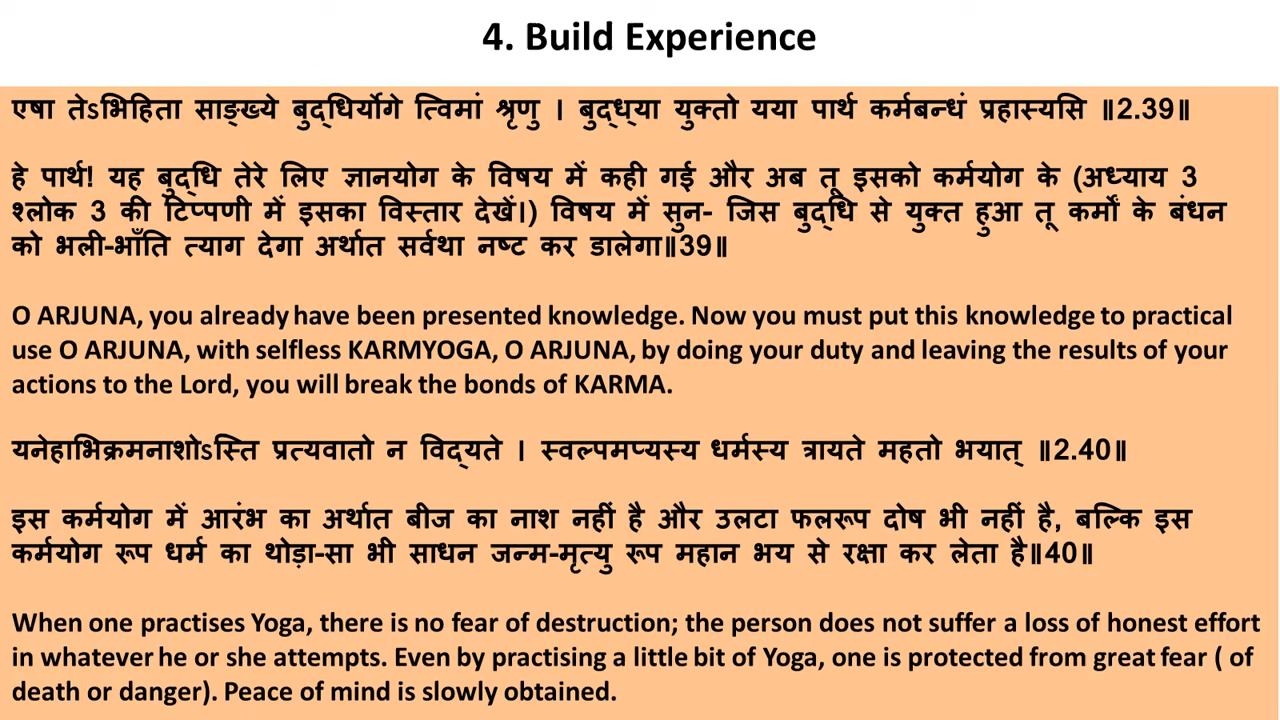 4. Build Experience
एषा तेऽभिहिता साङ्‍ख्ये बुद्धिर्योगे त्विमां श्रृणु । बुद्ध्‌या युक्तो यया पार्थ कर्मबन्धं प्रहास्यसि ॥2.39॥
हे पार्थ! यह बुद्धि तेरे लिए ज्ञानयोग के विषय में कही गई और अब तू इसको कर्मयोग के (अध्याय 3
श्लोक 3 की टिप्पणी में इसका विस्तार देखें।) विषय में सुन- जिस बुद्धि से युक्त हुआ तू कर्मों के बंधन
को भली-भाँति त्याग देगा अर्थात सर्वथा नष्ट कर डालेगा॥39॥
O ARJUNA, you already have been presented knowledge. Now you must put this knowledge to practical
use O ARJUNA, with selfless KARMYOGA, O ARJUNA, by doing your duty and leaving the results of your
actions to the Lord, you will break the bonds of KARMA.
यनेहाभिक्रमनाशोऽस्ति प्रत्यवातो न विद्यते । स्वल्पमप्यस्य धर्मस्य त्रायते महतो भयात्‌ ॥2.40॥
इस कर्मयोग में आरंभ का अर्थात बीज का नाश नहीं है और उलटा फलरूप दोष भी नहीं है, बल्कि इस
कर्मयोग रूप धर्म का थोड़ा-सा भी साधन जन्म-मृत्यु रूप महान भय से रक्षा कर लेता है॥40॥
When one practises Yoga, there is no fear of destruction; the person does not suffer a loss of honest effort
in whatever he or she attempts. Even by practising a little bit of Yoga, one is protected from great fear ( of
death or danger). Peace of mind is slowly obtained.